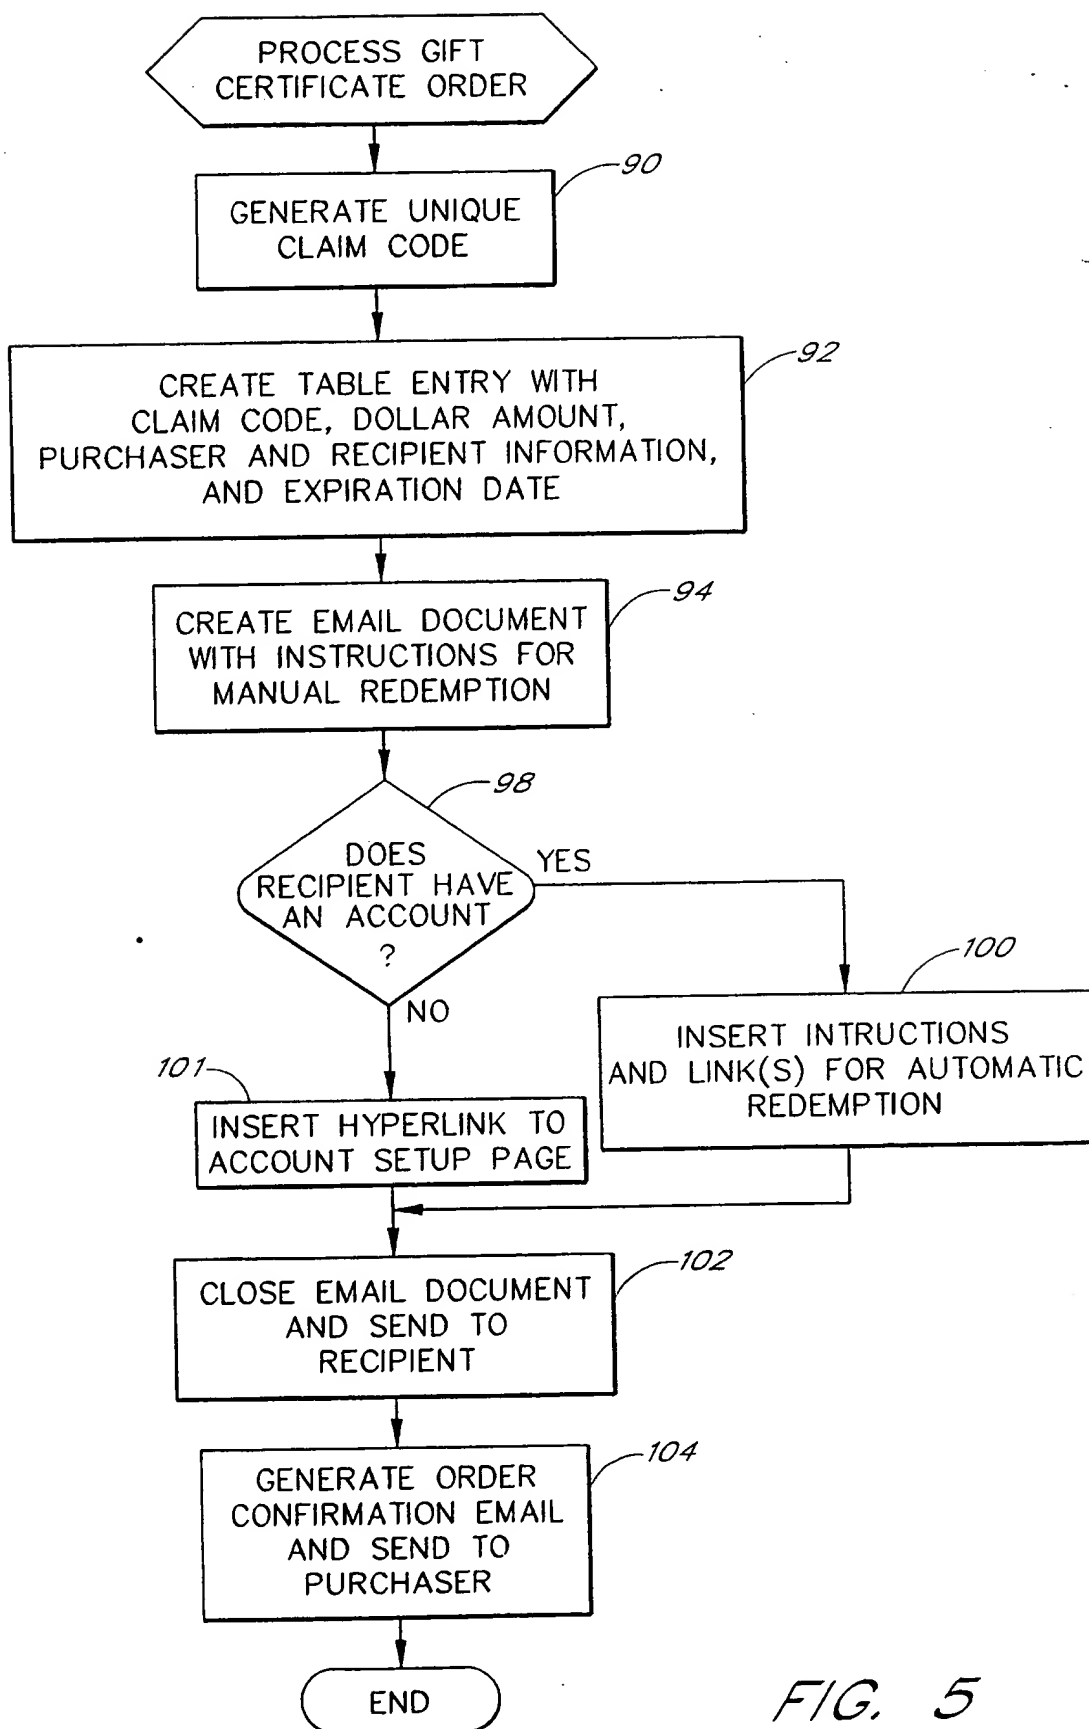 PROCESS GIFT
CERTIFICATE ORDER
90
GENERATE UNIQUE
CLAIM CODE
92
CREATE TABLE ENTRY WITH
CLAIM CODE, DOLLAR AMOUNT,
PURCHASER AND RECIPIENT INFORMATION,
AND EXPIRATION DATE
94
CREATE EMAIL DOCUMENT
WITH INSTRUCTIONS FOR
MANUAL REDEMPTION
98
DOES
RECIPIENT HAVE
AN ACCOUNT
?
YES
NO
100
INSERT INTRUCTIONS
AND LINK(S) FOR AUTOMATIC
REDEMPTION
101
INSERT HYPERLINK TO
ACCOUNT SETUP PAGE
102
CLOSE EMAIL DOCUMENT
AND SEND TO
RECIPIENT
104
GENERATE ORDER
CONFIRMATION EMAIL
AND SEND TO
PURCHASER
END
FIG. 5